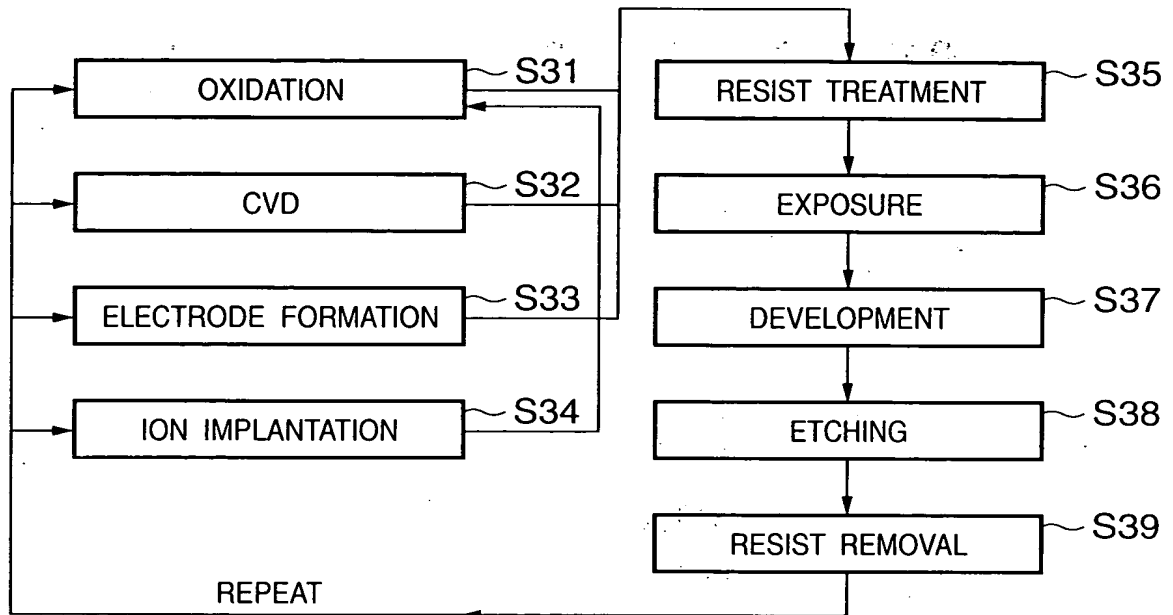 OXIDATION
S31
CVD
S32
ELECTRODE FORMATION
S33
ION IMPLANTATION
S34
RESIST TREATMENT
S35
EXPOSURE
S36
DEVELOPMENT
S37
ETCHING
S38
RESIST REMOVAL
S39
REPEAT